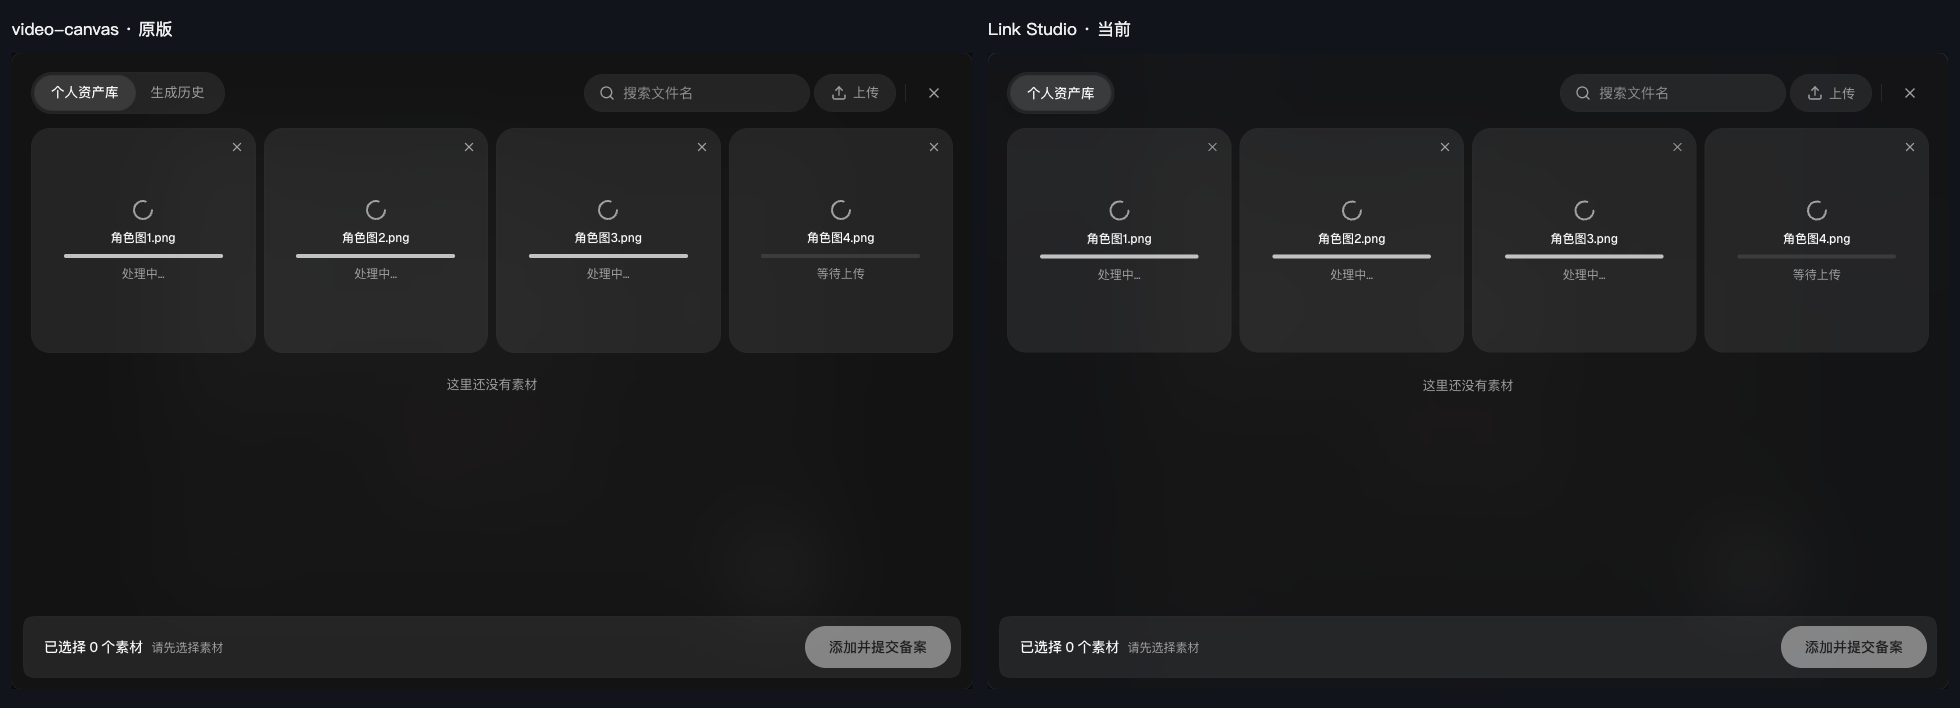 video-canvas · 原版
个人资产库 生成历史 搜索文件名 上传
角色图1.png 角色图2.png 角色图3.png 角色图4.png
处理中... 处理中... 处理中... 等待上传
这里还没有素材
已选择 0 个素材 请先选择素材 添加并提交备案
Link Studio · 当前
个人资产库 搜索文件名 上传
角色图1.png 角色图2.png 角色图3.png 角色图4.png
处理中... 处理中... 处理中... 等待上传
这里还没有素材
已选择 0 个素材 请先选择素材 添加并提交备案